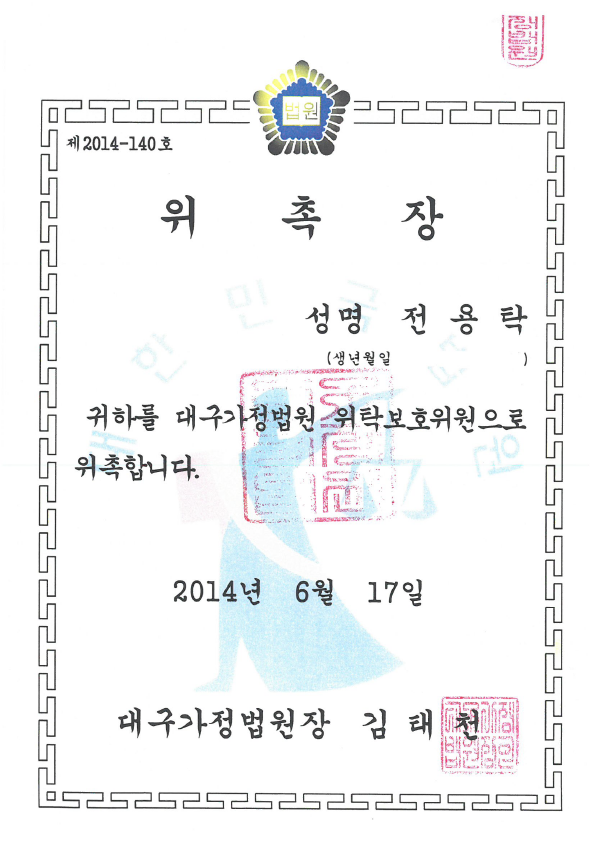 법원
제2014-140호
위 촉 장
성명 전 용 탁
(생년월일 )
귀하를 대구가정법원 위탁보호위원으로
위촉합니다.
2014년 6월 17일
대구가정법원장 김 태 천